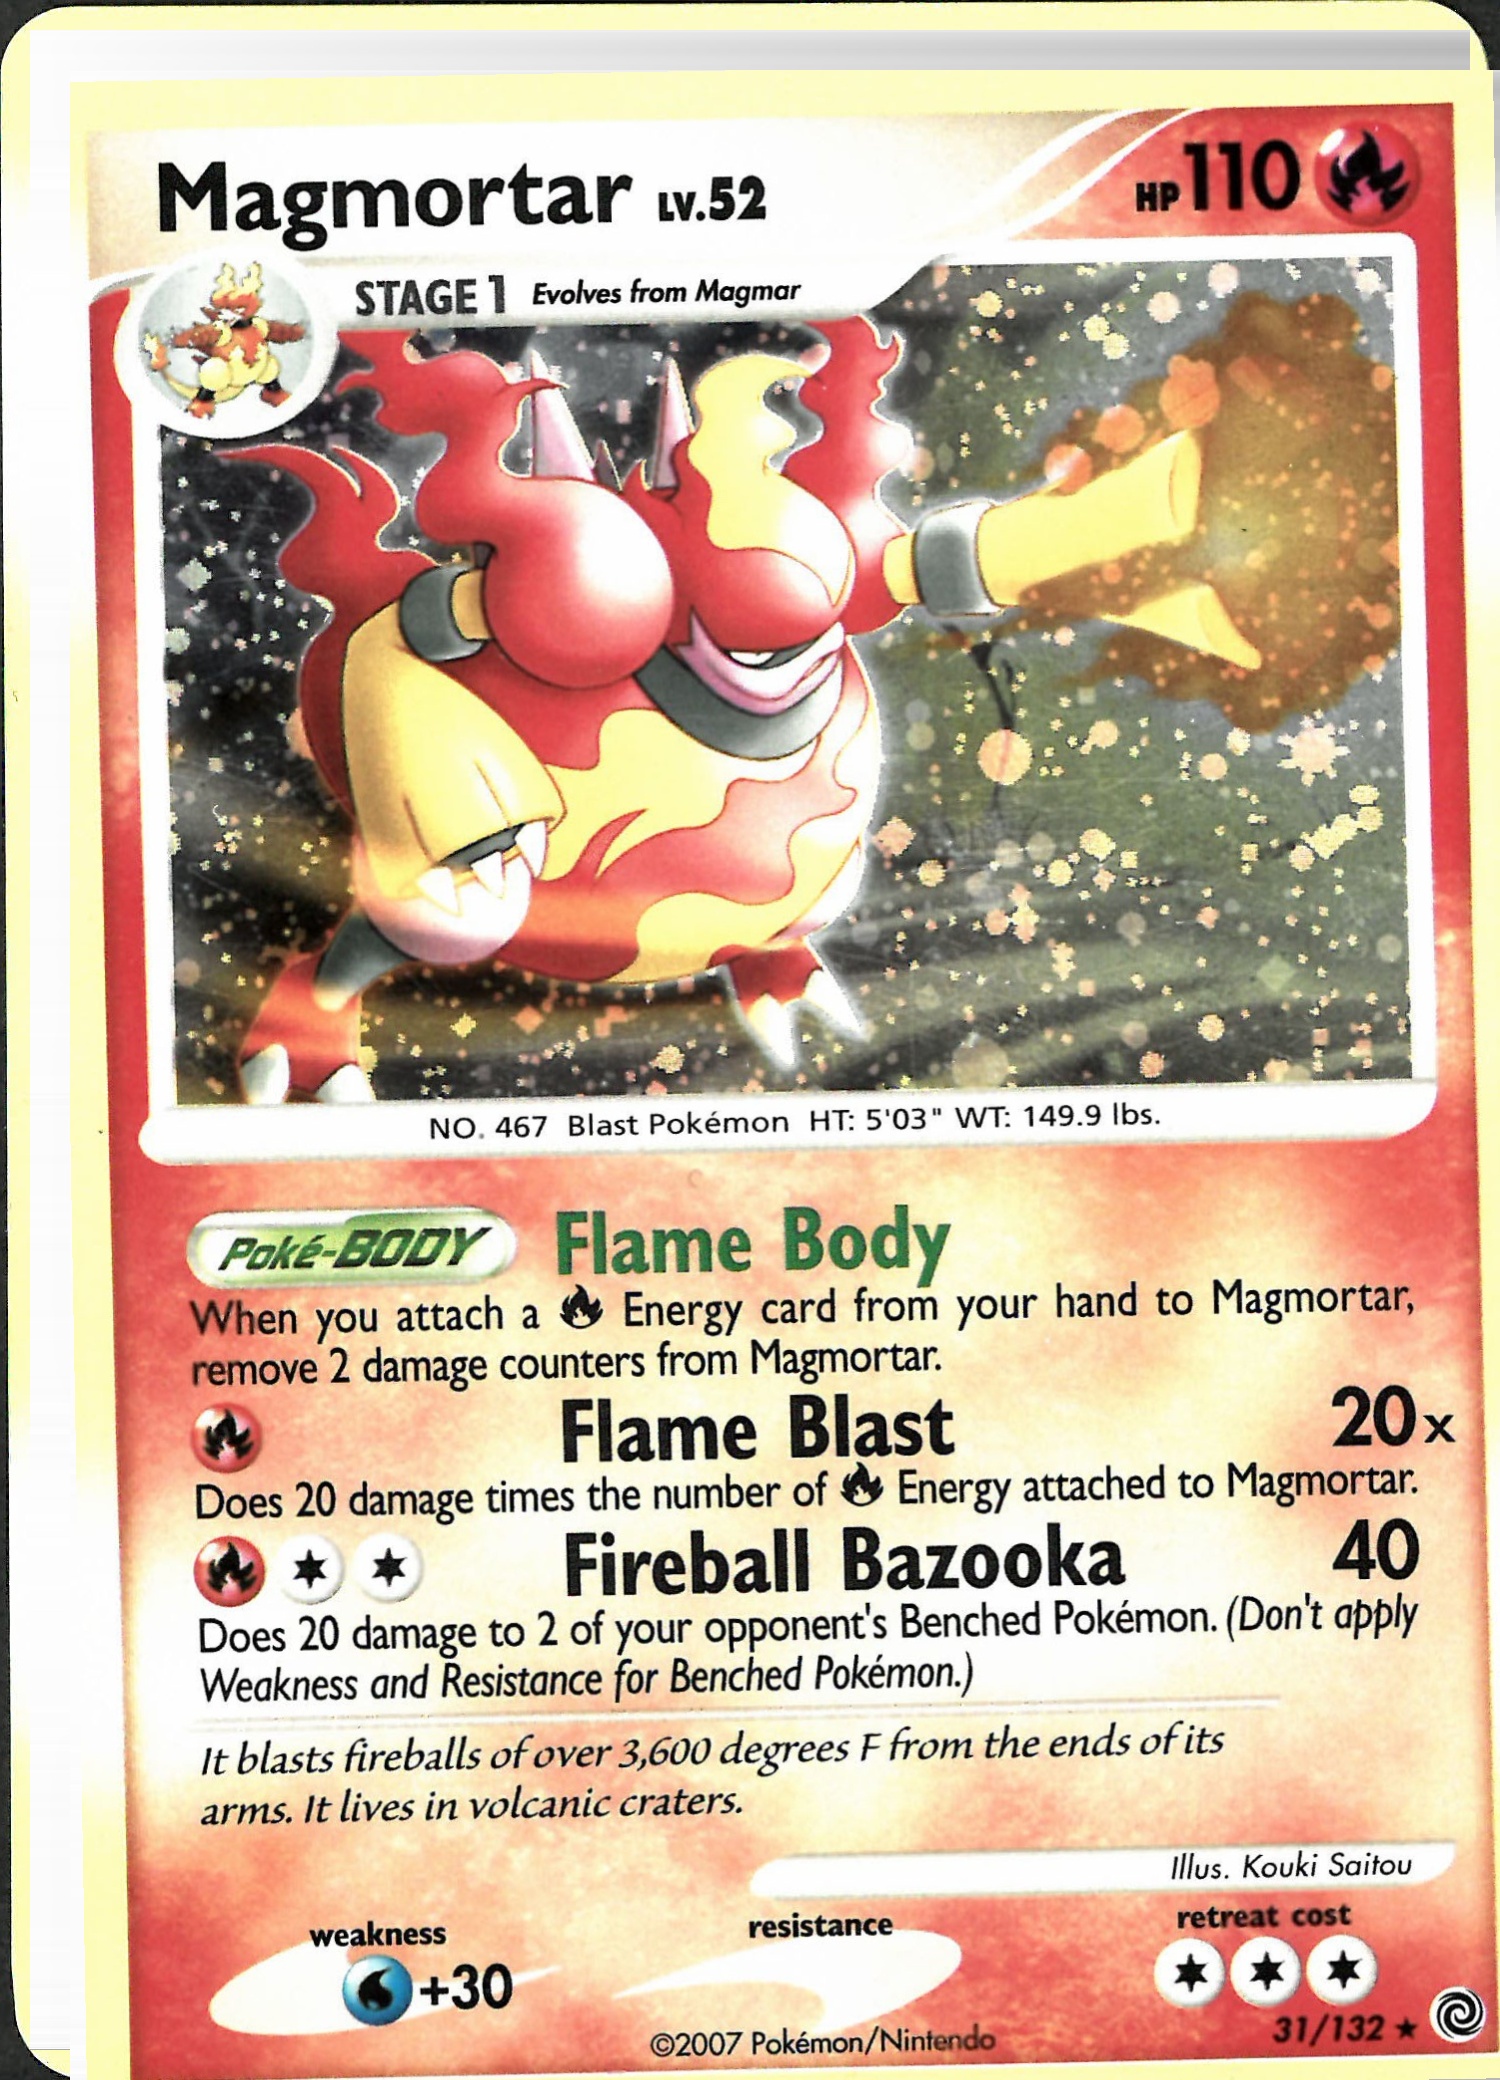 Magmortar LV.52 HP110
STAGE 1 Evolves from Magmar
NO. 467 Blast Pokémon HT: 5'03" WT: 149.9 lbs.
Poké-BODY Flame Body
When you attach a Energy card from your hand to Magmortar,
remove 2 damage counters from Magmortar.
Flame Blast 20x
Does 20 damage times the number of Energy attached to Magmortar.
Fireball Bazooka 40
Does 20 damage to 2 of your opponent's Benched Pokémon. (Don't apply
Weakness and Resistance for Benched Pokémon.)
It blasts fireballs of over 3,600 degrees F from the ends of its
arms. It lives in volcanic craters.
Illus. Kouki Saitou
weakness resistance retreat cost
+30
31/132 ★
©2007 Pokémon/Nintendo